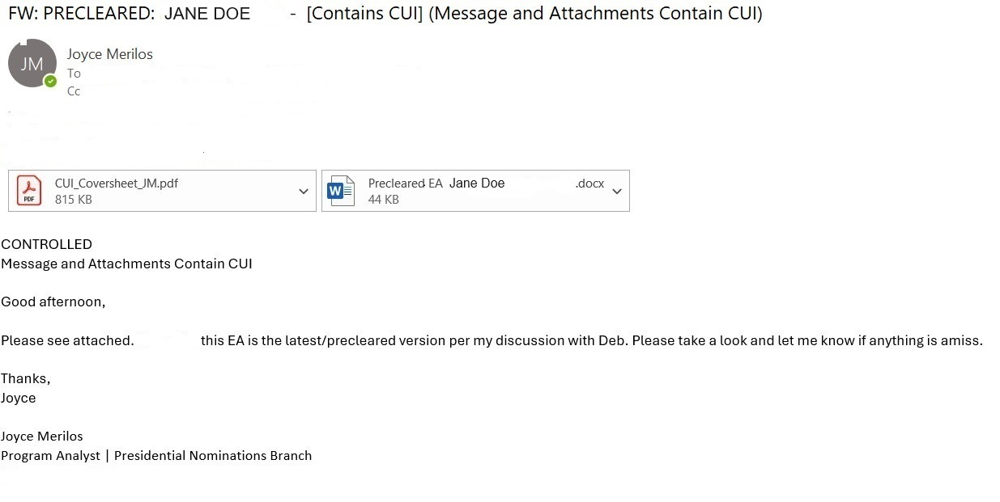 FW: PRECLEARED: JANE DOE - [Contains CUI] (Message and Attachments Contain CUI)
JM
Joyce Merilos
To
Cc
PDF
CUI_Coversheet_JM.pdf
815 KB
W
Precleared EA Jane Doe .docx
44 KB
CONTROLLED
Message and Attachments Contain CUI
Good afternoon,
Please see attached. this EA is the latest/precleared version per my discussion with Deb. Please take a look and let me know if anything is amiss.
Thanks,
Joyce
Joyce Merilos
Program Analyst | Presidential Nominations Branch